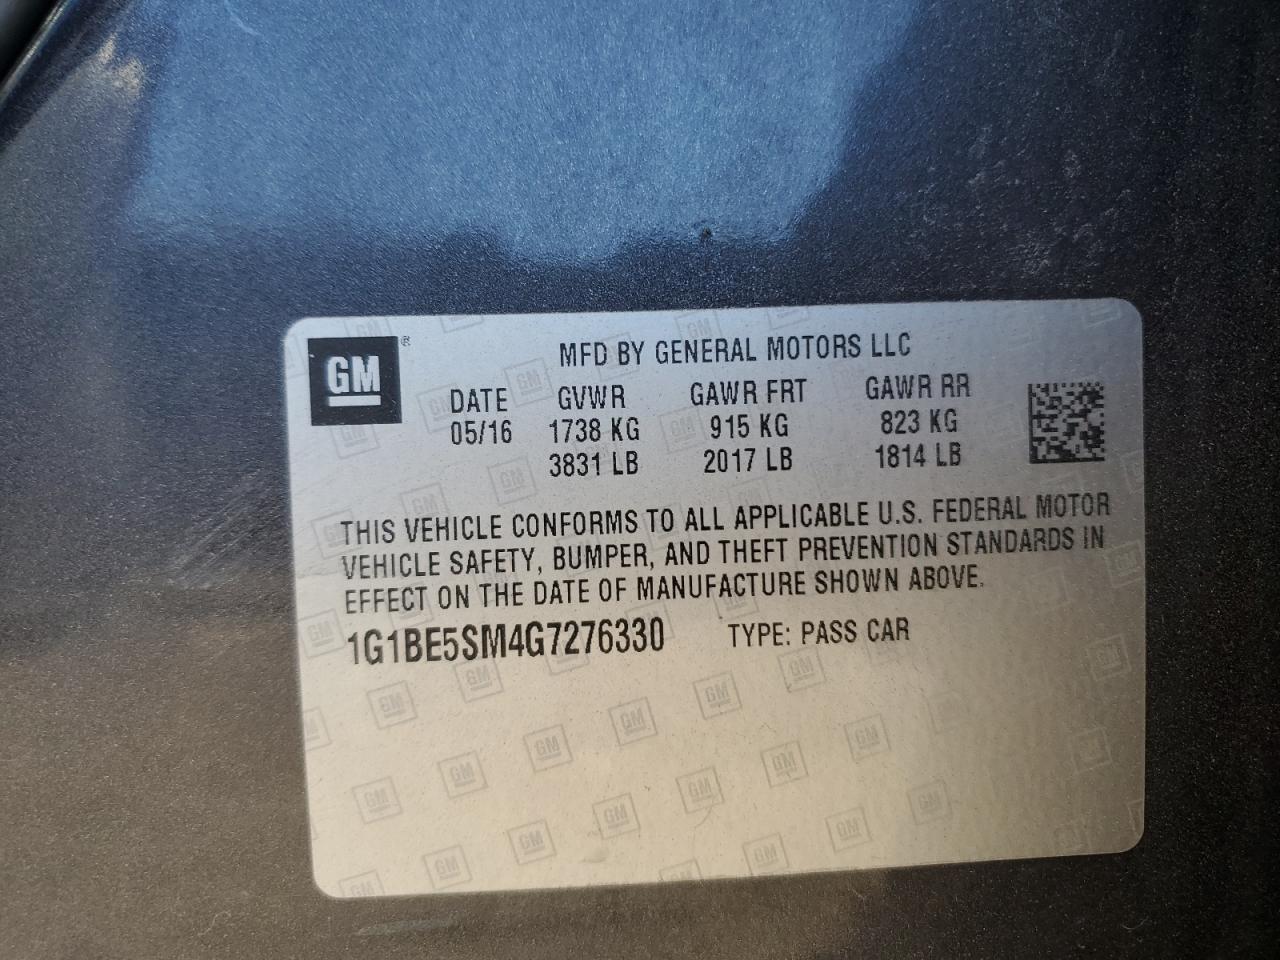 GM ®
MFD BY GENERAL MOTORS LLC
DATE GVWR GAWR FRT GAWR RR
05/16 1738 KG 915 KG 823 KG
3831 LB 2017 LB 1814 LB
THIS VEHICLE CONFORMS TO ALL APPLICABLE U.S. FEDERAL MOTOR
VEHICLE SAFETY, BUMPER, AND THEFT PREVENTION STANDARDS IN
EFFECT ON THE DATE OF MANUFACTURE SHOWN ABOVE.
1G1BE5SM4G7276330 TYPE: PASS CAR